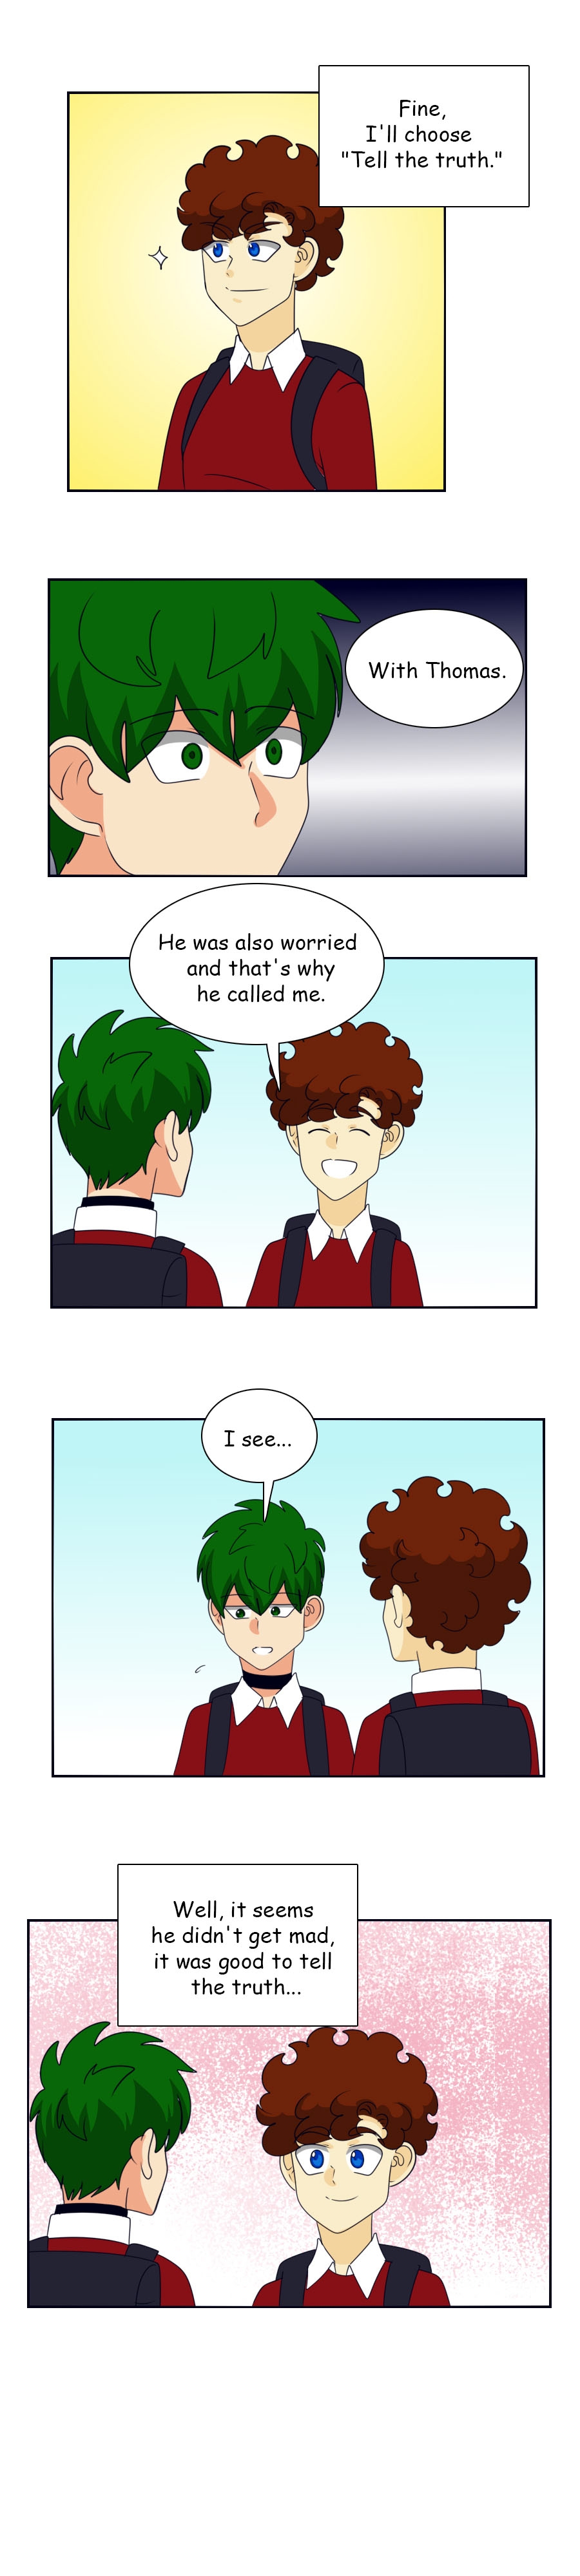 Fine,
I'll choose
"Tell the truth."
With Thomas.
He was also worried
and that's why
he called me.
I see...
Well, it seems
he didn't get mad,
it was good to tell
the truth...